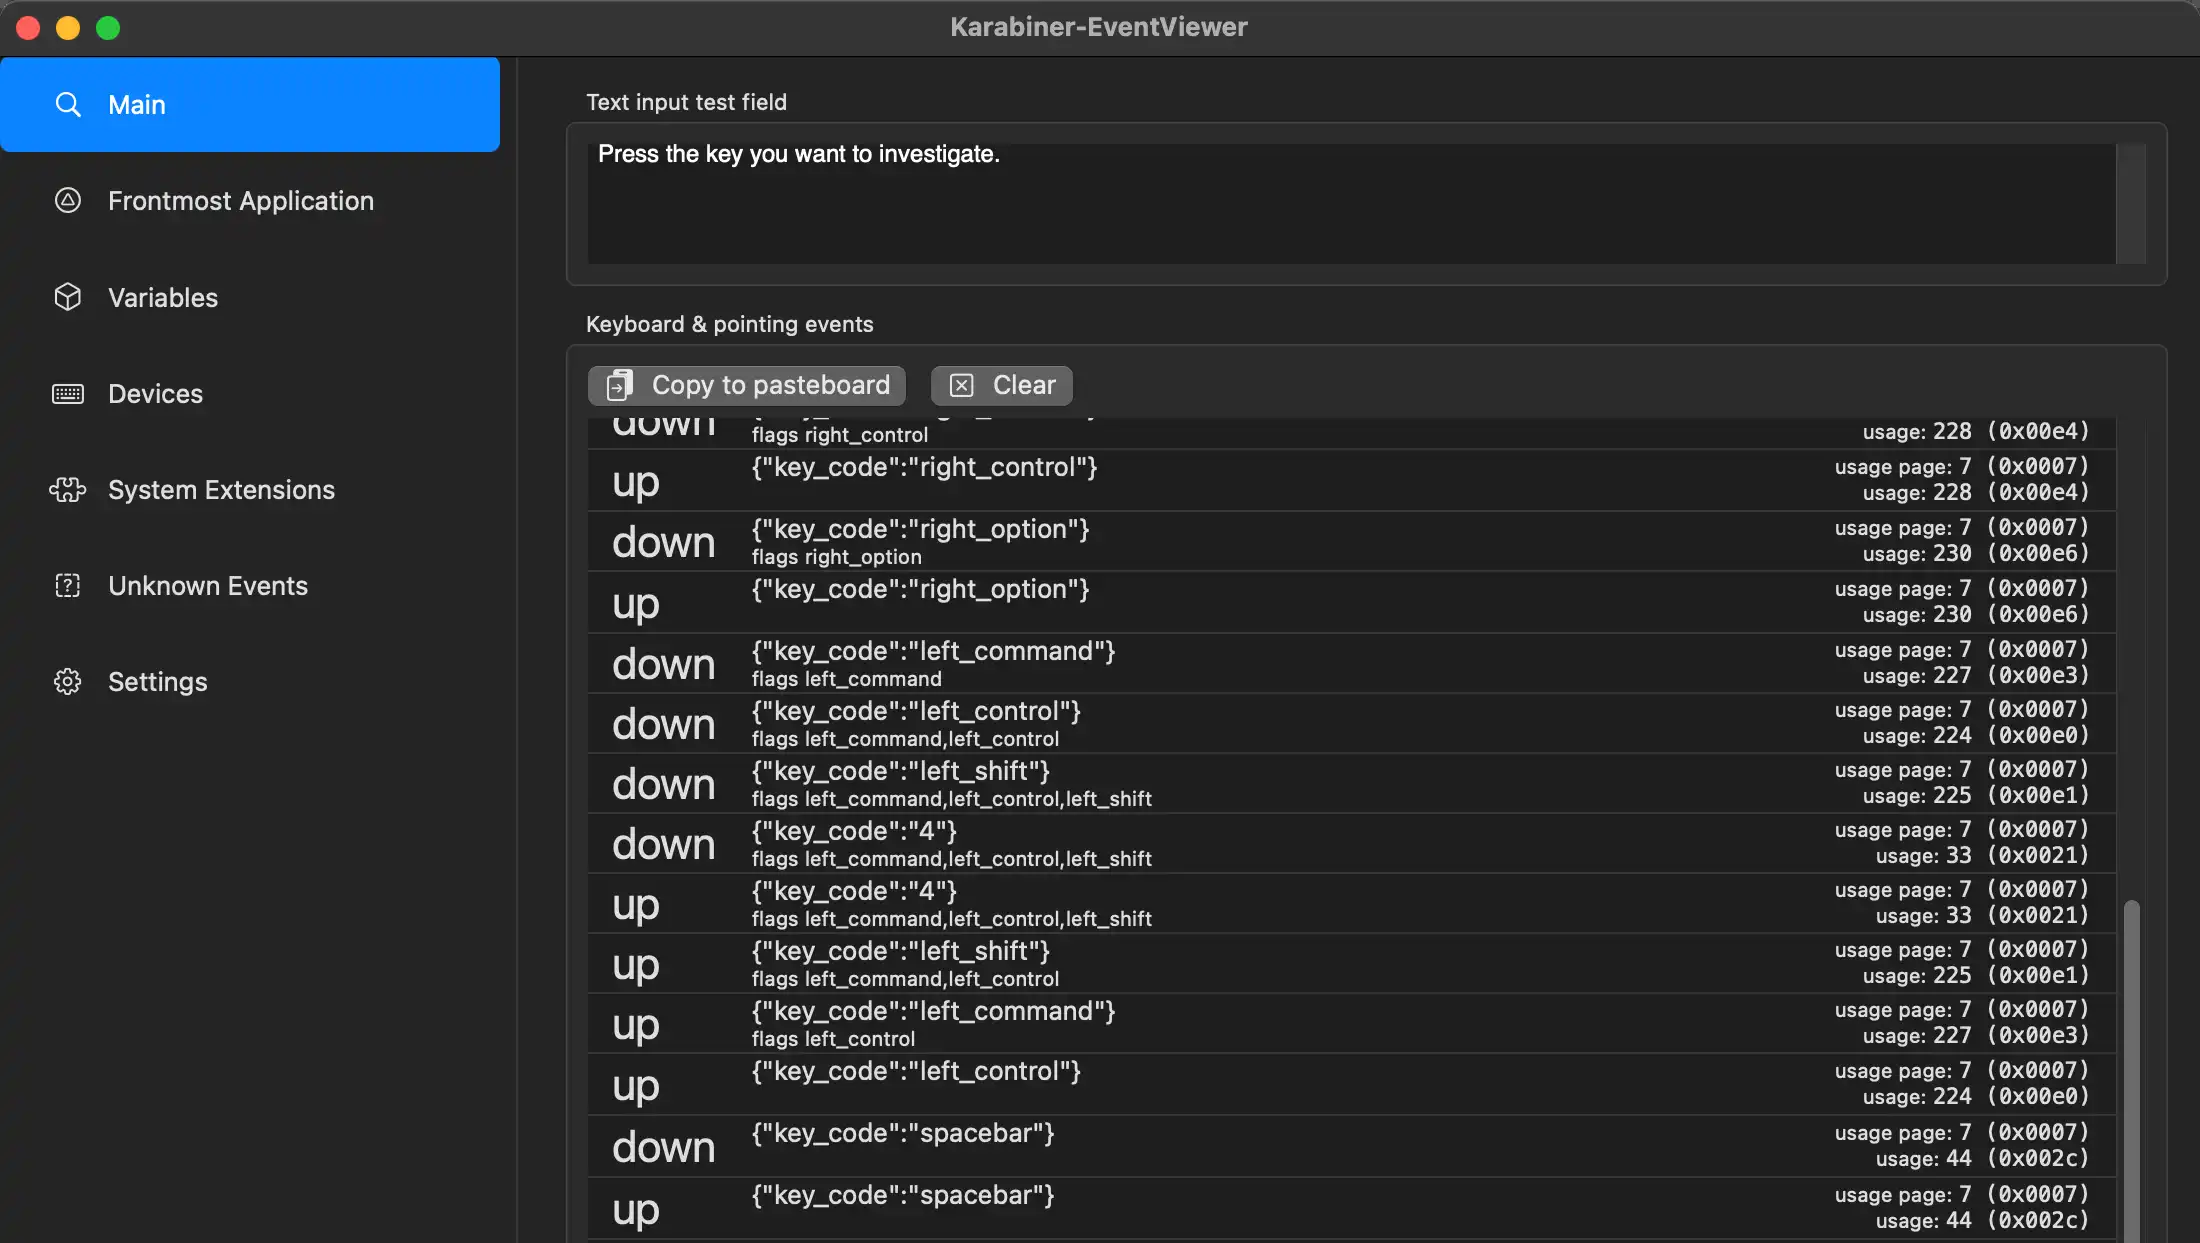 Karabiner-EventViewer
Main
Frontmost Application
Variables
Devices
System Extensions
Unknown Events
Settings
Text input test field
Press the key you want to investigate.
Keyboard & pointing events
Copy to pasteboard Clear
down
flags right_control usage: 228 (0x00e4)
up {"key_code":"right_control"} usage page: 7 (0x0007)
usage: 228 (0x00e4)
down {"key_code":"right_option"} usage page: 7 (0x0007)
flags right_option usage: 230 (0x00e6)
up {"key_code":"right_option"} usage page: 7 (0x0007)
usage: 230 (0x00e6)
down {"key_code":"left_command"} usage page: 7 (0x0007)
flags left_command usage: 227 (0x00e3)
down {"key_code":"left_control"} usage page: 7 (0x0007)
flags left_command,left_control usage: 224 (0x00e0)
down {"key_code":"left_shift"} usage page: 7 (0x0007)
flags left_command,left_control,left_shift usage: 225 (0x00e1)
down {"key_code":"4"} usage page: 7 (0x0007)
flags left_command,left_control,left_shift usage: 33 (0x0021)
up {"key_code":"4"} usage page: 7 (0x0007)
flags left_command,left_control,left_shift usage: 33 (0x0021)
up {"key_code":"left_shift"} usage page: 7 (0x0007)
flags left_command,left_control usage: 225 (0x00e1)
up {"key_code":"left_command"} usage page: 7 (0x0007)
flags left_control usage: 227 (0x00e3)
up {"key_code":"left_control"} usage page: 7 (0x0007)
usage: 224 (0x00e0)
down {"key_code":"spacebar"} usage page: 7 (0x0007)
usage: 44 (0x002c)
up {"key_code":"spacebar"} usage page: 7 (0x0007)
usage: 44 (0x002c)